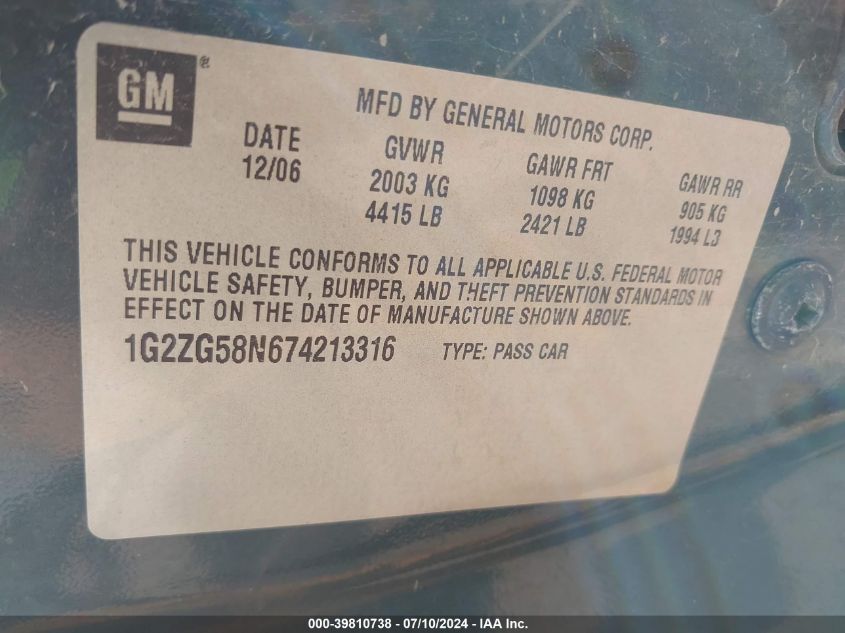 GM®
MFD BY GENERAL MOTORS CORP.
DATE GVWR GAWR FRT GAWR RR
12/06 2003 KG 1098 KG 905 KG
4415 LB 2421 LB 1994 LB
THIS VEHICLE CONFORMS TO ALL APPLICABLE U.S. FEDERAL MOTOR
VEHICLE SAFETY, BUMPER, AND THEFT PREVENTION STANDARDS IN
EFFECT ON THE DATE OF MANUFACTURE SHOWN ABOVE.
1G2ZG58N674213316 TYPE: PASS CAR
000-39810738 - 07/10/2024 - IAA Inc.